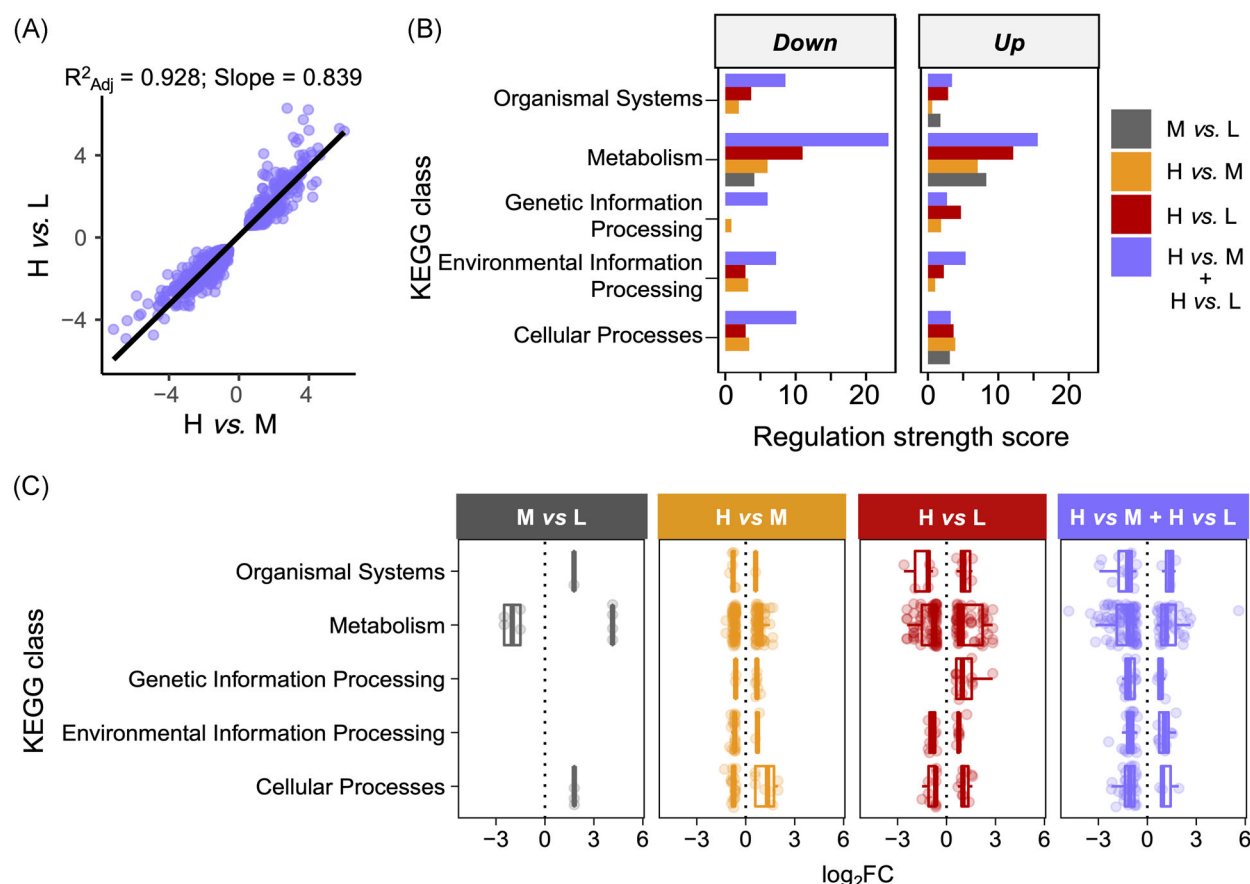 (A)
R²Adj = 0.928; Slope = 0.839
H vs. L
4
0
−4
−4 0 4
H vs. M
(B)
Down Up
KEGG class
Organismal Systems
Metabolism
Genetic Information
Processing
Environmental Information
Processing
Cellular Processes
0 10 20 0 10 20
Regulation strength score
M vs. L
H vs. M
H vs. L
H vs. M
+
H vs. L
(C)
M vs L H vs M H vs L H vs M + H vs L
KEGG class
Organismal Systems
Metabolism
Genetic Information Processing
Environmental Information Processing
Cellular Processes
−3 0 3 6 −3 0 3 6 −3 0 3 6 −3 0 3 6
log₂FC